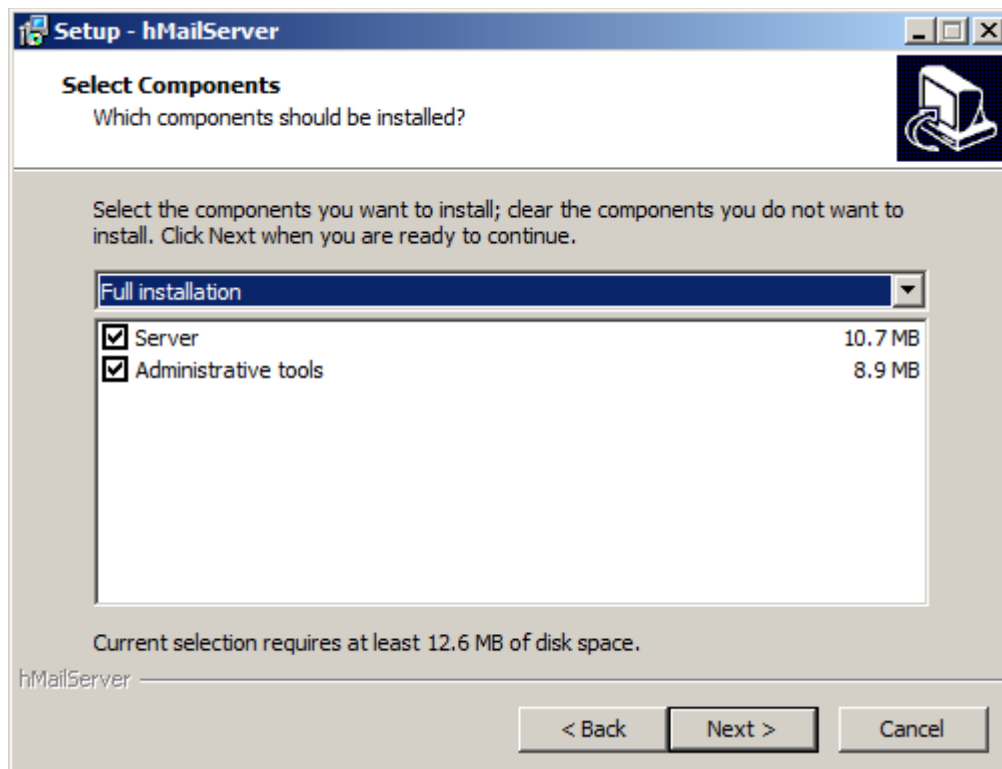 Setup - hMailServer
Select Components
Which components should be installed?
Select the components you want to install; clear the components you do not want to
install. Click Next when you are ready to continue.
Full installation
Server 10.7 MB
Administrative tools 8.9 MB
Current selection requires at least 12.6 MB of disk space.
hMailServer
< Back Next > Cancel